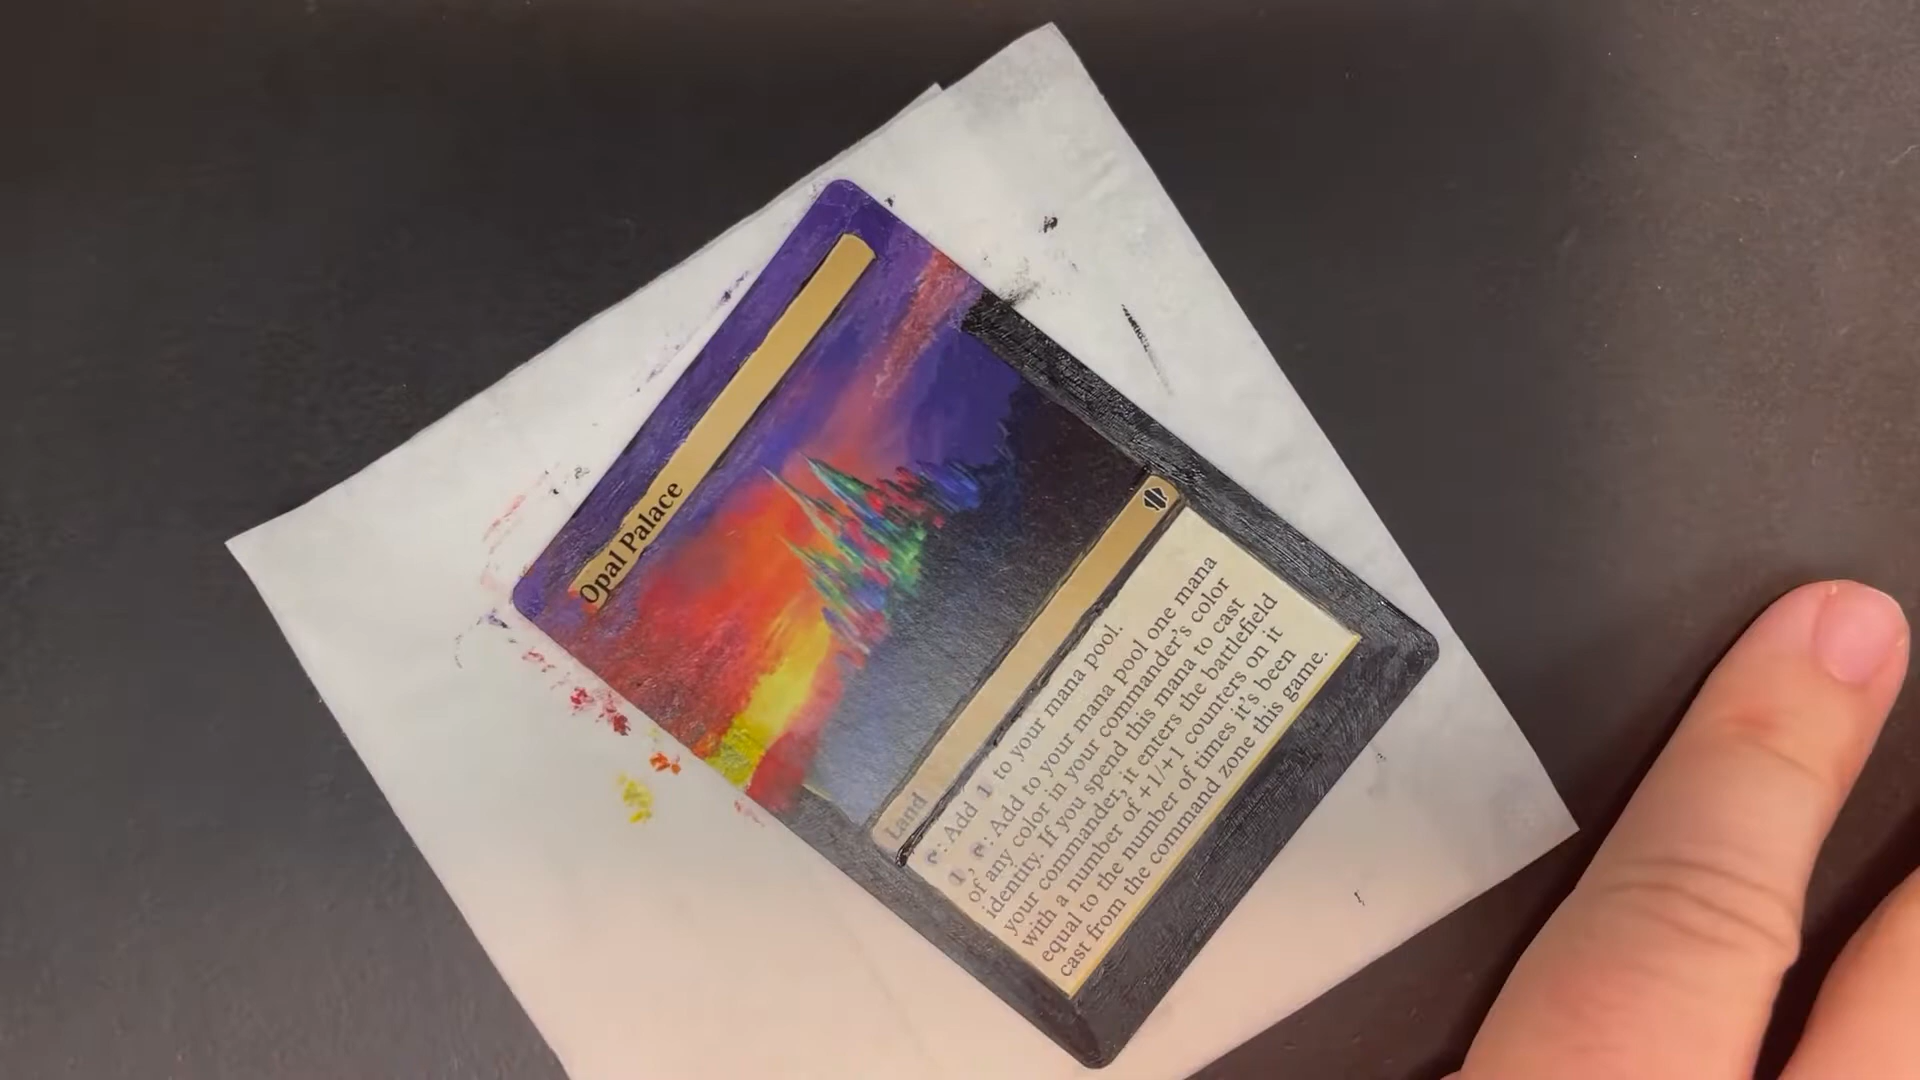 Opal Palace
Land
: Add 1 to your mana pool.
1, : Add to your mana pool one mana
of any color in your commander's color
identity. If you spend this mana to cast
your commander, it enters the battlefield
with a number of +1/+1 counters on it
equal to the number of times it's been
cast from the command zone this game.